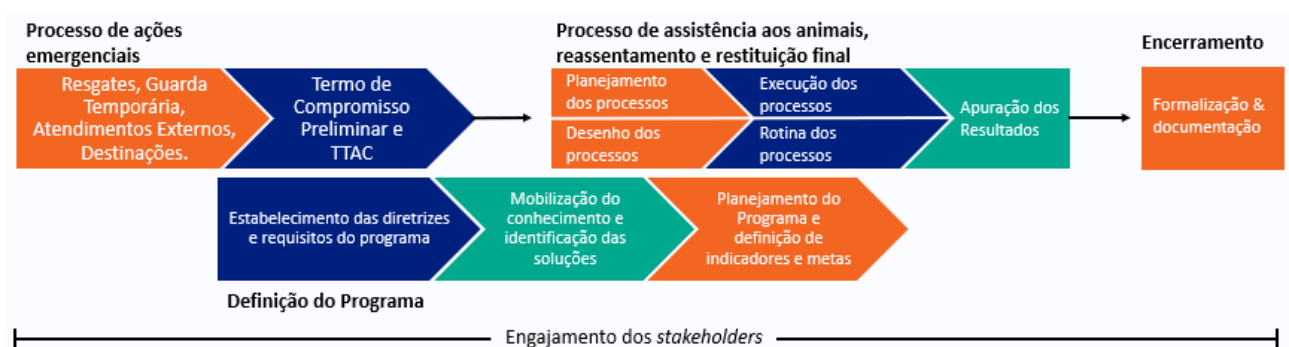 Processo de ações
emergenciais
Resgates, Guarda
Temporária,
Atendimentos Externos,
Destinações.
Termo de
Compromisso
Preliminar e
TTAC
Processo de assistência aos animais,
reassentamento e restituição final
Planejamento
dos processos
Desenho dos
processos
Execução dos
processos
Rotina dos
processos
Apuração dos
Resultados
Encerramento
Formalização &
documentação
Estabelecimento das diretrizes
e requisitos do programa
Mobilização do
conhecimento e
identificação das
soluções
Planejamento do
Programa e
definição de
indicadores e metas
Definição do Programa
Engajamento dos stakeholders